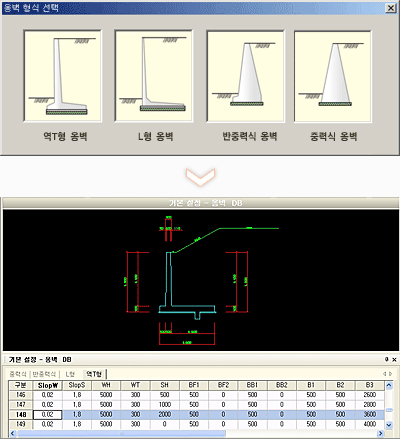 옹벽 형식 선택
역T형 옹벽
L형 옹벽
반중력식 옹벽
중력식 옹벽
기본 설정 - 옹벽 DB
기본 설정 - 옹벽 DB
중력식 반중력식 L형 역T형
구분 SlopW SlopS WH WT SH BF1 BF2 BB1 BB2 B1 B2 B3
146 0,02 1,8 5000 300 500 500 0 500 0 500 500 2600
147 0,02 1,8 5000 300 1000 500 0 500 0 500 500 2800
148 0,02 1,8 5000 300 2000 500 0 500 0 500 500 3600
149 0,02 1,8 5000 300 500 0 500 0 500 500 4000